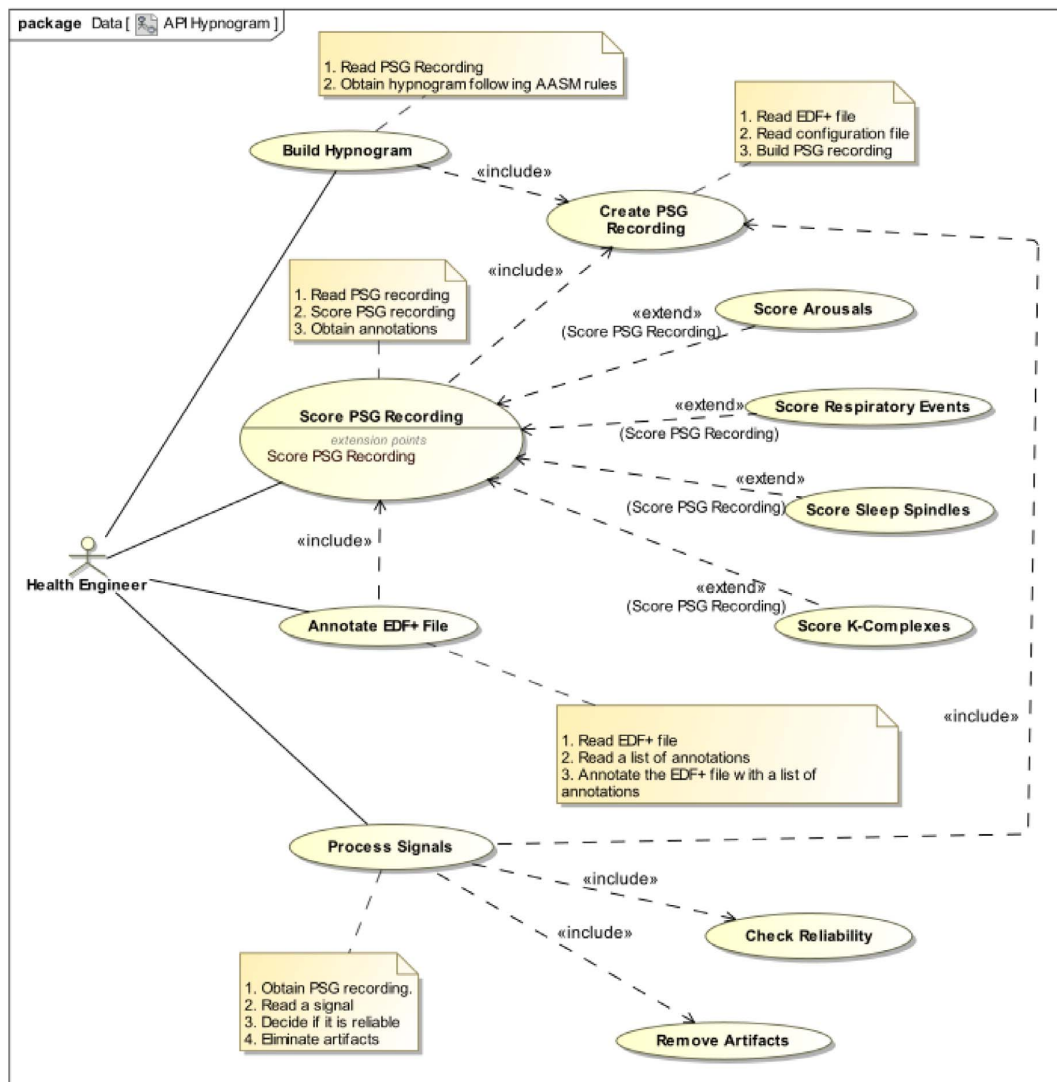 package Data [ API Hypnogram ]
1. Read PSG Recording
2. Obtain hypnogram following AASM rules
1. Read EDF+ file
2. Read configuration file
3. Build PSG recording
Build Hypnogram
«include»
Create PSG
Recording
«include»
1. Read PSG recording
2. Score PSG recording
3. Obtain annotations
«extend»
(Score PSG Recording)
Score Arousals
Score PSG Recording
extension points
Score PSG Recording
«extend»
(Score PSG Recording)
Score Respiratory Events
«extend»
(Score PSG Recording)
Score Sleep Spindles
«include»
Health Engineer
«extend»
(Score PSG Recording)
Annotate EDF+ File
Score K-Complexes
1. Read EDF+ file
2. Read a list of annotations
3. Annotate the EDF+ file with a list of
annotations
«include»
Process Signals
«include»
Check Reliability
«include»
1. Obtain PSG recording.
2. Read a signal
3. Decide if it is reliable
4. Eliminate artifacts
Remove Artifacts